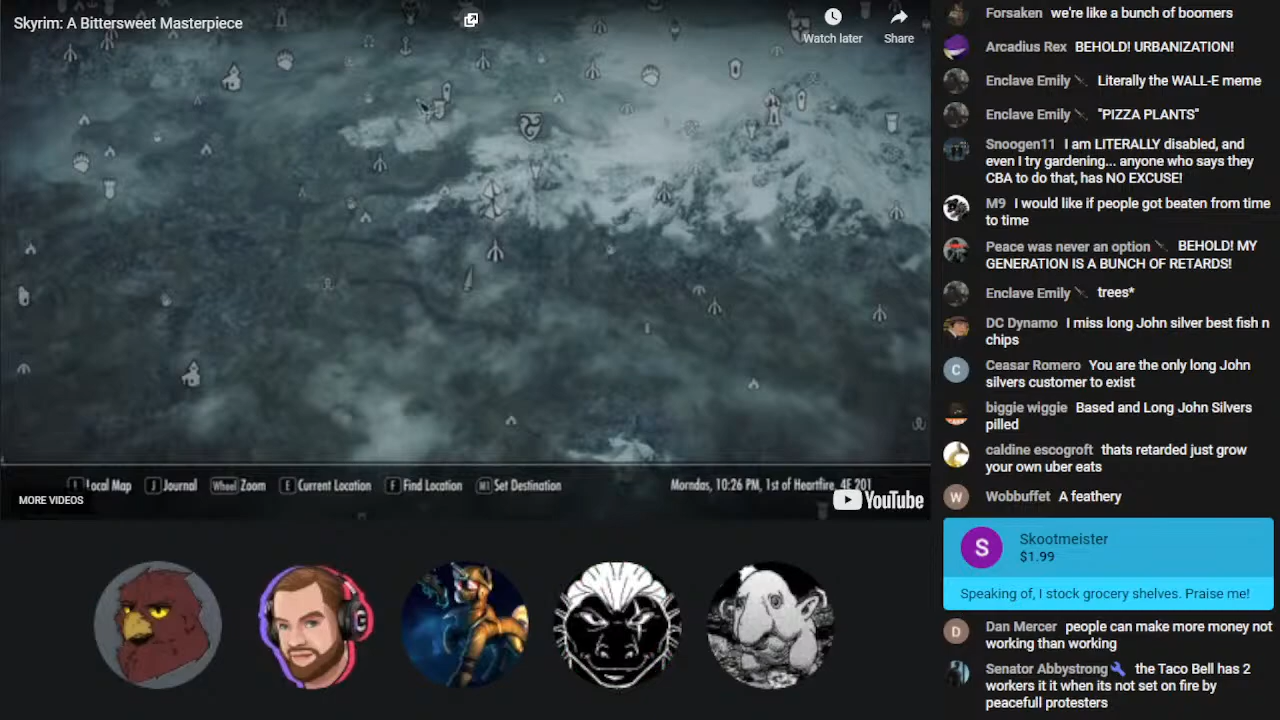 Skyrim: A Bittersweet Masterpiece
Watch later
Share
Local Map
J Journal
Wheel Zoom
E Current Location
F Find Location
M1 Set Destination
Morndas, 10:26 PM, 1st of Heartfire, 4E 201
MORE VIDEOS
YouTube
Forsaken we're like a bunch of boomers
Arcadius Rex BEHOLD! URBANIZATION!
Enclave Emily Literally the WALL-E meme
Enclave Emily "PIZZA PLANTS"
Snoogen11 I am LITERALLY disabled, and
even I try gardening... anyone who says they
CBA to do that, has NO EXCUSE!
M9 I would like if people got beaten from time
to time
Peace was never an option BEHOLD! MY
GENERATION IS A BUNCH OF RETARDS!
Enclave Emily trees*
DC Dynamo I miss long John silver best fish n
chips
C
Ceasar Romero You are the only long John
silvers customer to exist
biggie wiggie Based and Long John Silvers
pilled
caldine escogroft thats retarded just grow
your own uber eats
W
Wobbuffet A feathery
S
Skootmeister
$1.99
Speaking of, I stock grocery shelves. Praise me!
D
Dan Mercer people can make more money not
working than working
Senator Abbystrong the Taco Bell has 2
workers it it when its not set on fire by
peacefull protesters